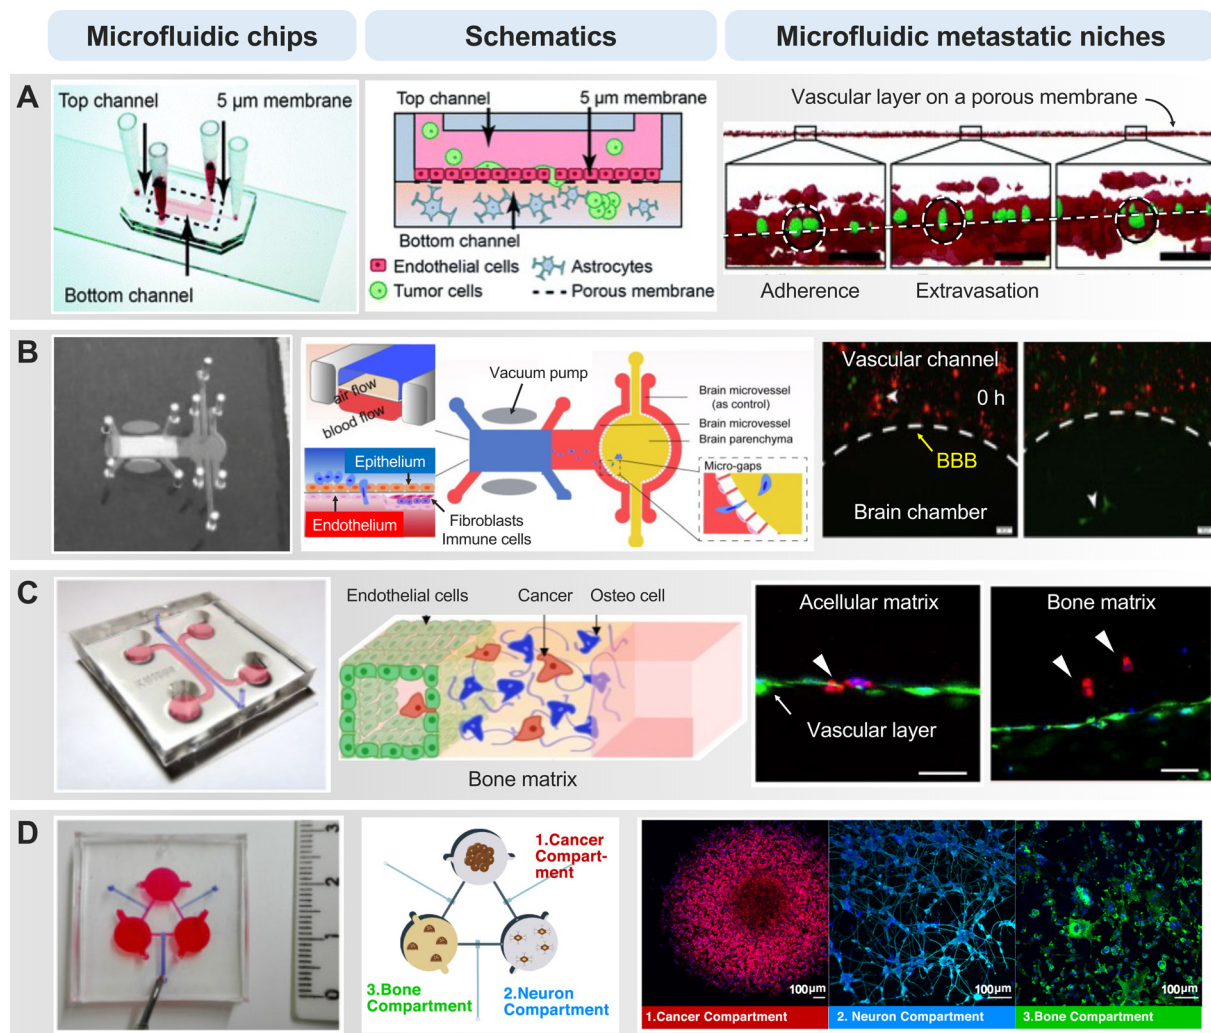 Microfluidic chips
Schematics
Microfluidic metastatic niches
A
Top channel
5 µm membrane
Bottom channel
Top channel
5 µm membrane
Bottom channel
Endothelial cells
Astrocytes
Tumor cells
Porous membrane
Vascular layer on a porous membrane
Adherence
Extravasation
B
air flow
blood flow
Vacuum pump
Epithelium
Endothelium
Fibroblasts
Immune cells
Brain microvessel
(as control)
Brain microvessel
Brain parenchyma
Micro-gaps
Vascular channel
0 h
BBB
Brain chamber
C
Endothelial cells
Cancer
Osteo cell
Bone matrix
Acellular matrix
Vascular layer
Bone matrix
D
3
2
1
0
1.Cancer
Compart-
ment
3.Bone
Compartment
2.Neuron
Compartment
100µm
100µm
100µm
1.Cancer Compartment
2. Neuron Compartment
3.Bone Compartment